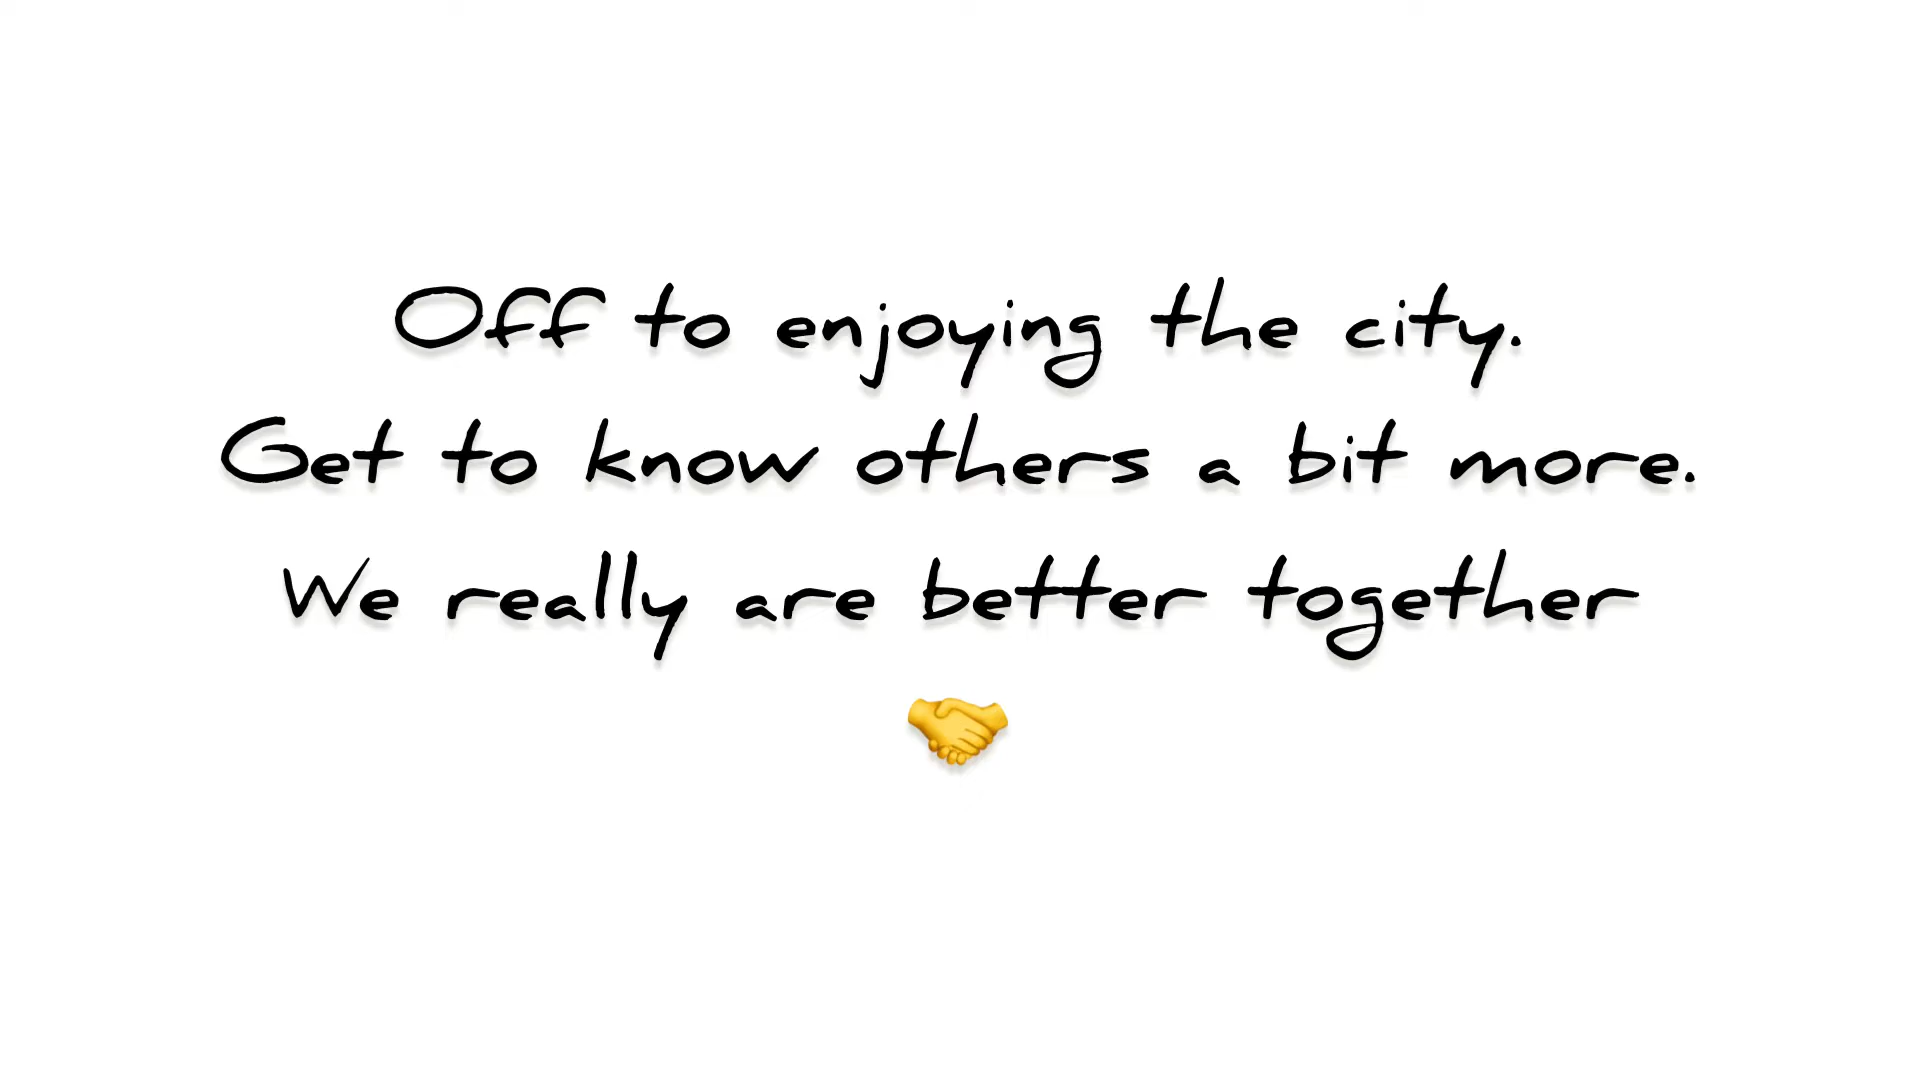 Off to enjoying the city.
Get to know others a bit more.
We really are better together
🤝